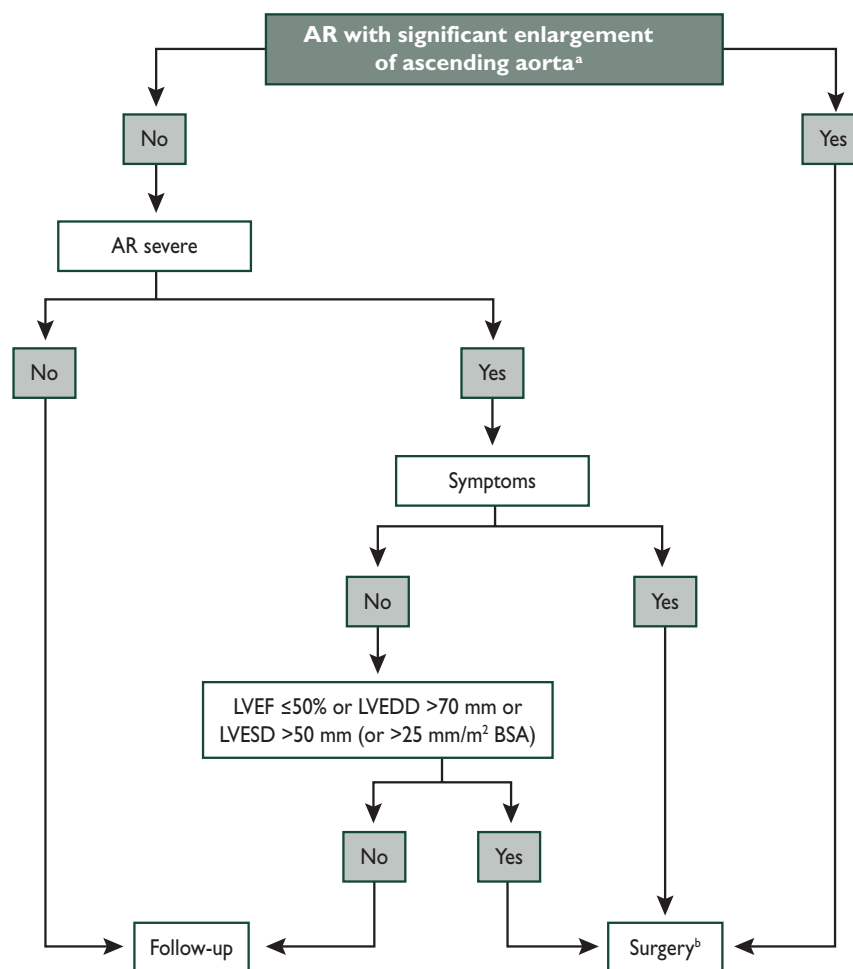 AR with significant enlargement
of ascending aortaᵃ
No
Yes
AR severe
No
Yes
Symptoms
No
Yes
LVEF ≤50% or LVEDD >70 mm or
LVESD >50 mm (or >25 mm/m² BSA)
No
Yes
Follow-up
Surgeryᵇ